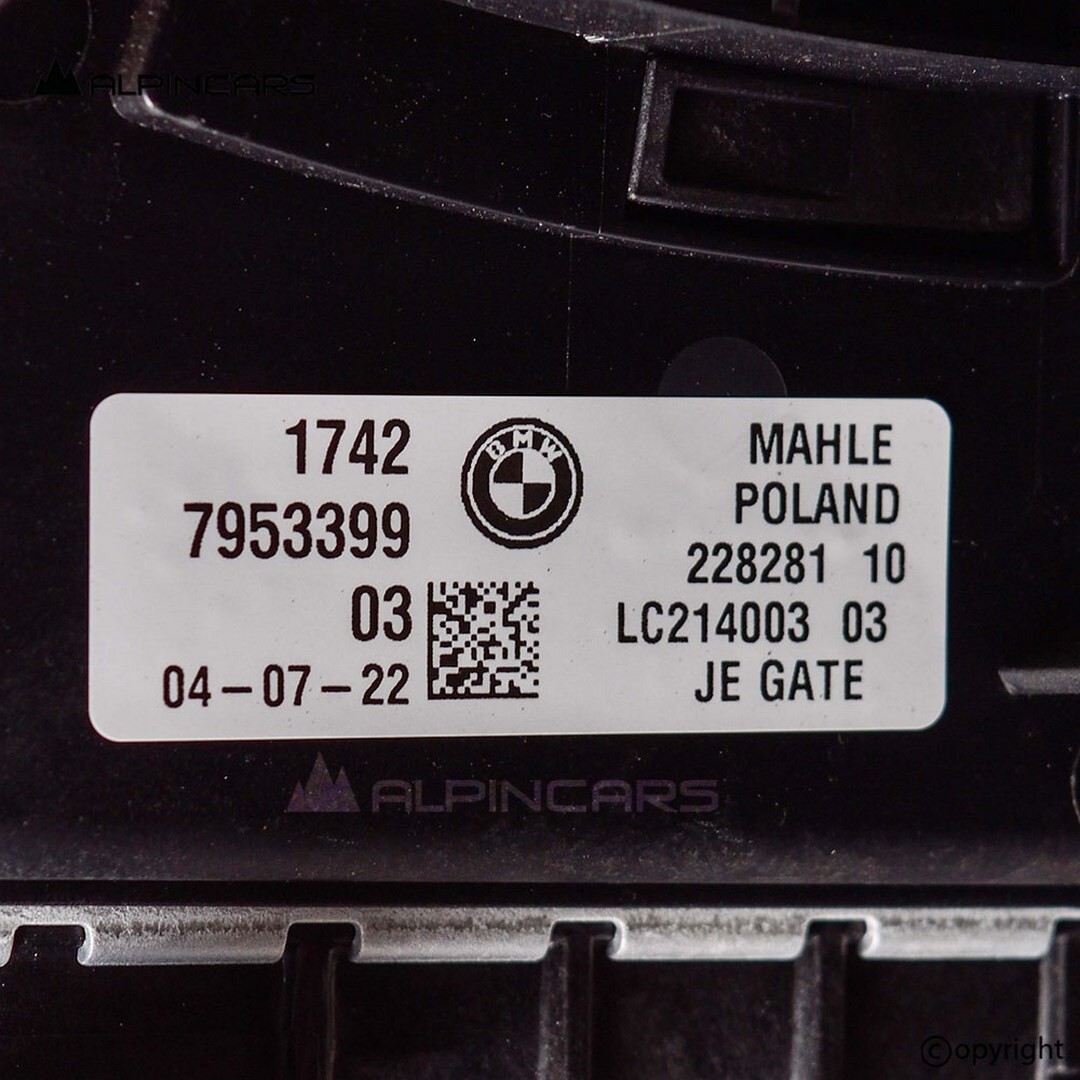 ALPINCARS
1742
7953399
03
04-07-22
BMW
MAHLE
POLAND
228281 10
LC214003 03
JE GATE
ALPINCARS
©opyright